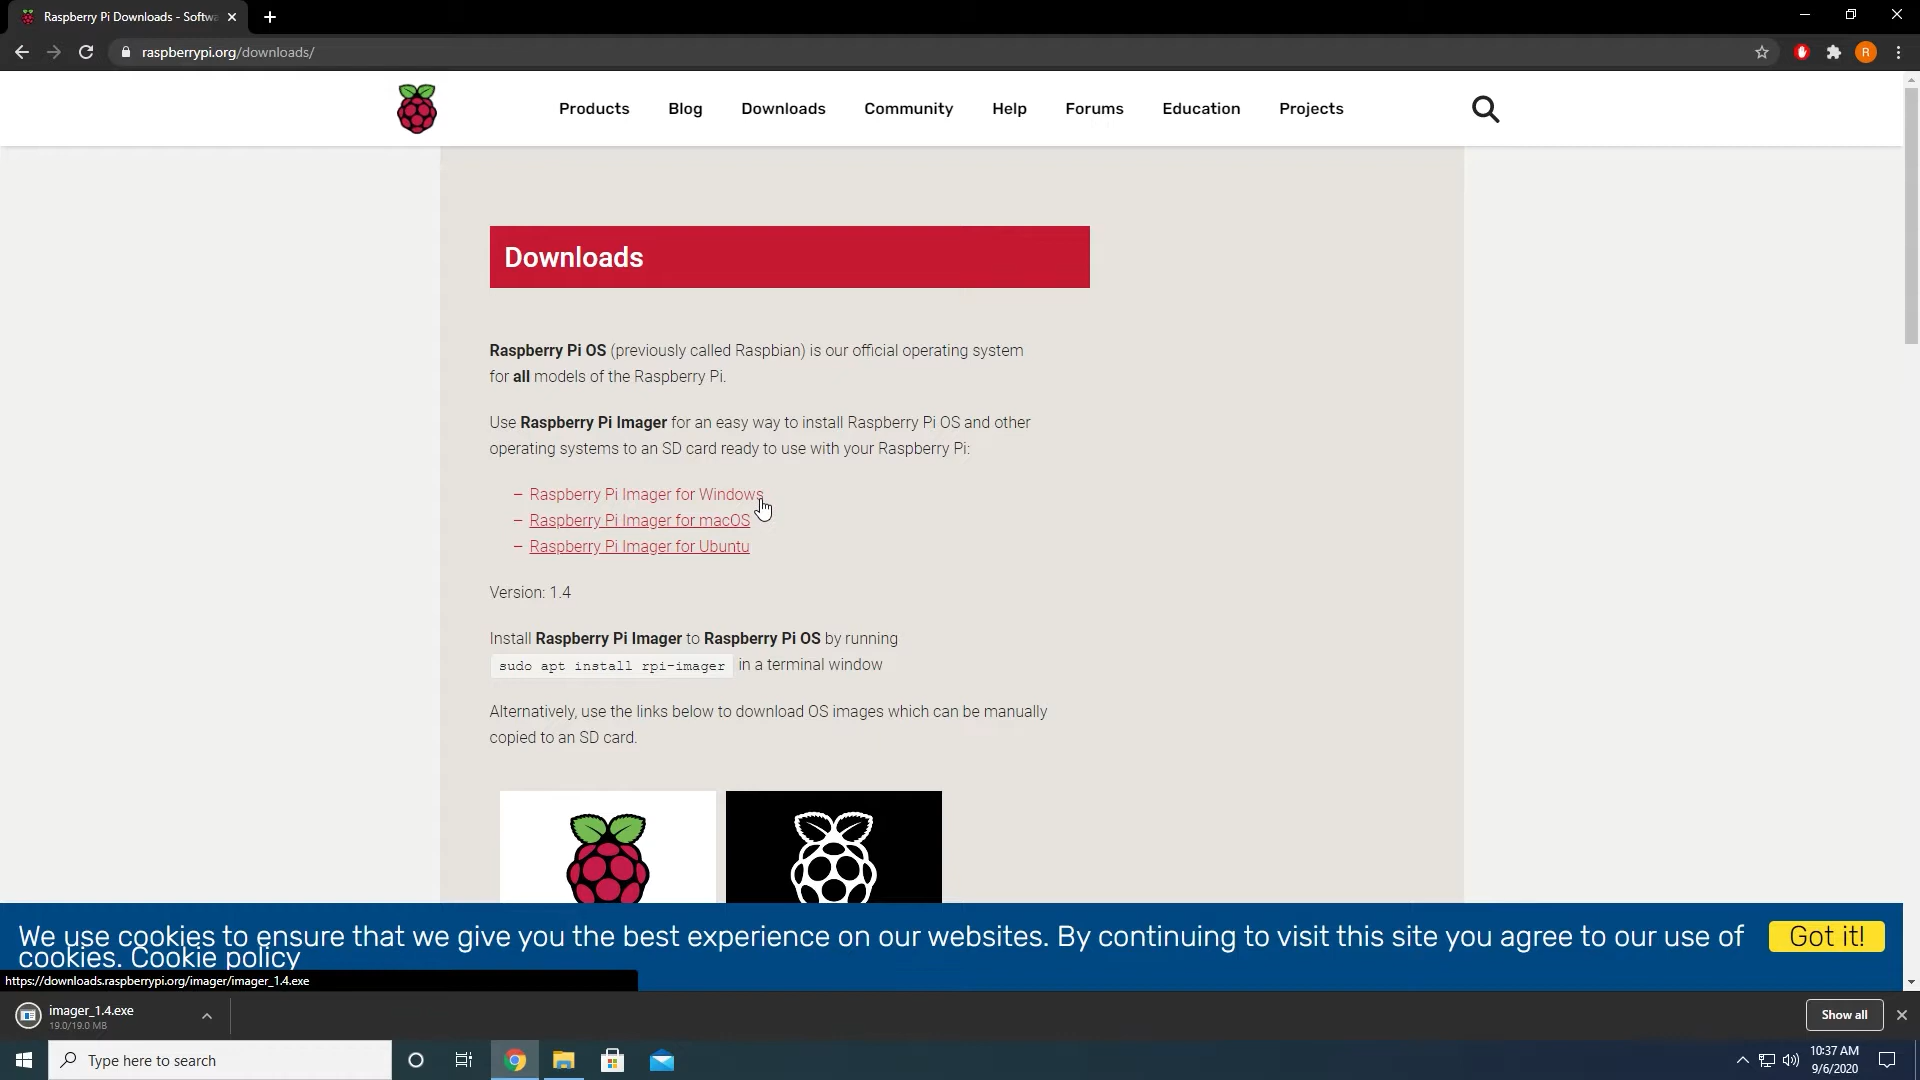 Raspberry Pi Downloads - Softwa
raspberrypi.org/downloads/
R
Products Blog Downloads Community Help Forums Education Projects
Downloads
Raspberry Pi OS (previously called Raspbian) is our official operating system
for all models of the Raspberry Pi.
Use Raspberry Pi Imager for an easy way to install Raspberry Pi OS and other
operating systems to an SD card ready to use with your Raspberry Pi:
– Raspberry Pi Imager for Windows
– Raspberry Pi Imager for macOS
– Raspberry Pi Imager for Ubuntu
Version: 1.4
Install Raspberry Pi Imager to Raspberry Pi OS by running
sudo apt install rpi-imager in a terminal window
Alternatively, use the links below to download OS images which can be manually
copied to an SD card.
We use cookies to ensure that we give you the best experience on our websites. By continuing to visit this site you agree to our use of
cookies. Cookie policy
Got it!
https://downloads.raspberrypi.org/imager/imager_1.4.exe
imager_1.4.exe
19.0/19.0 MB
Show all
Type here to search
10:37 AM
9/6/2020